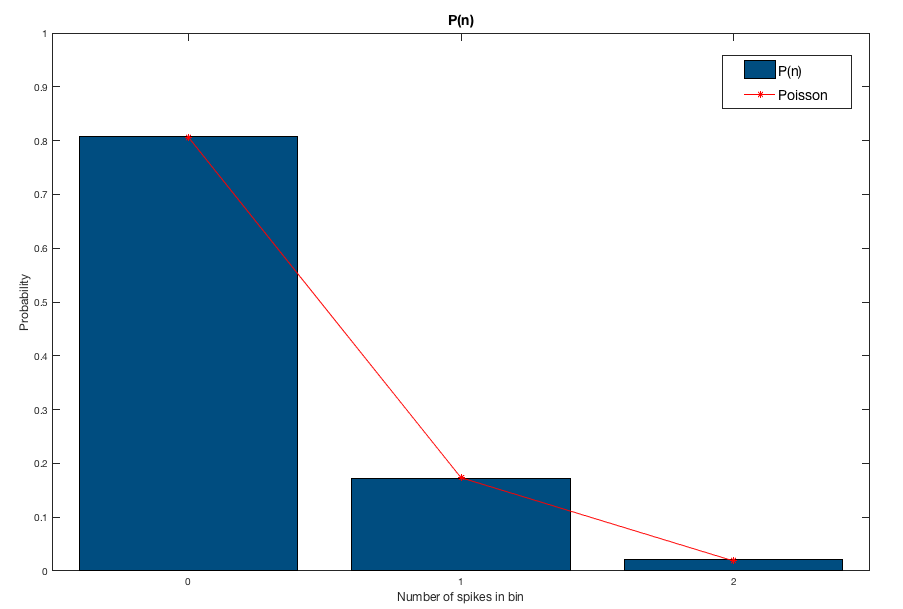 P(n)
1
0.9
0.8
0.7
0.6
0.5
0.4
0.3
0.2
0.1
0
Probability
P(n)
Poisson
0
1
2
Number of spikes in bin